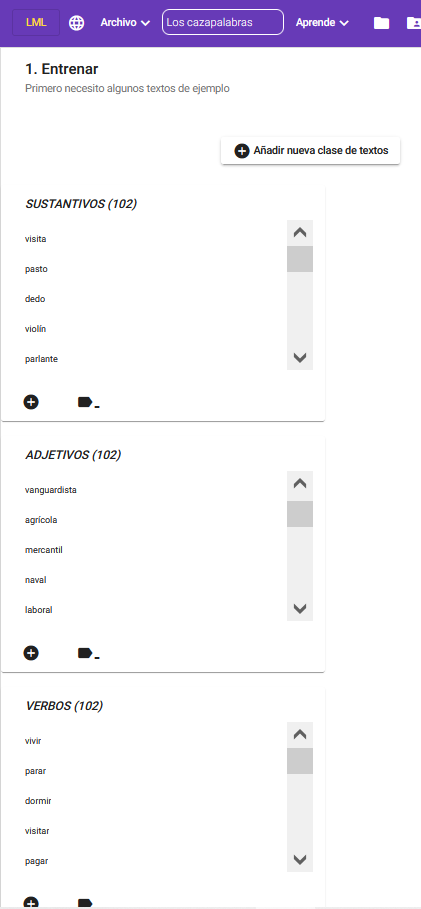 LML Archivo Los cazapalabras Aprende
1. Entrenar
Primero necesito algunos textos de ejemplo
Añadir nueva clase de textos
SUSTANTIVOS (102)
visita
pasto
dedo
violín
parlante
ADJETIVOS (102)
vanguardista
agrícola
mercantil
naval
laboral
VERBOS (102)
vivir
parar
dormir
visitar
pagar